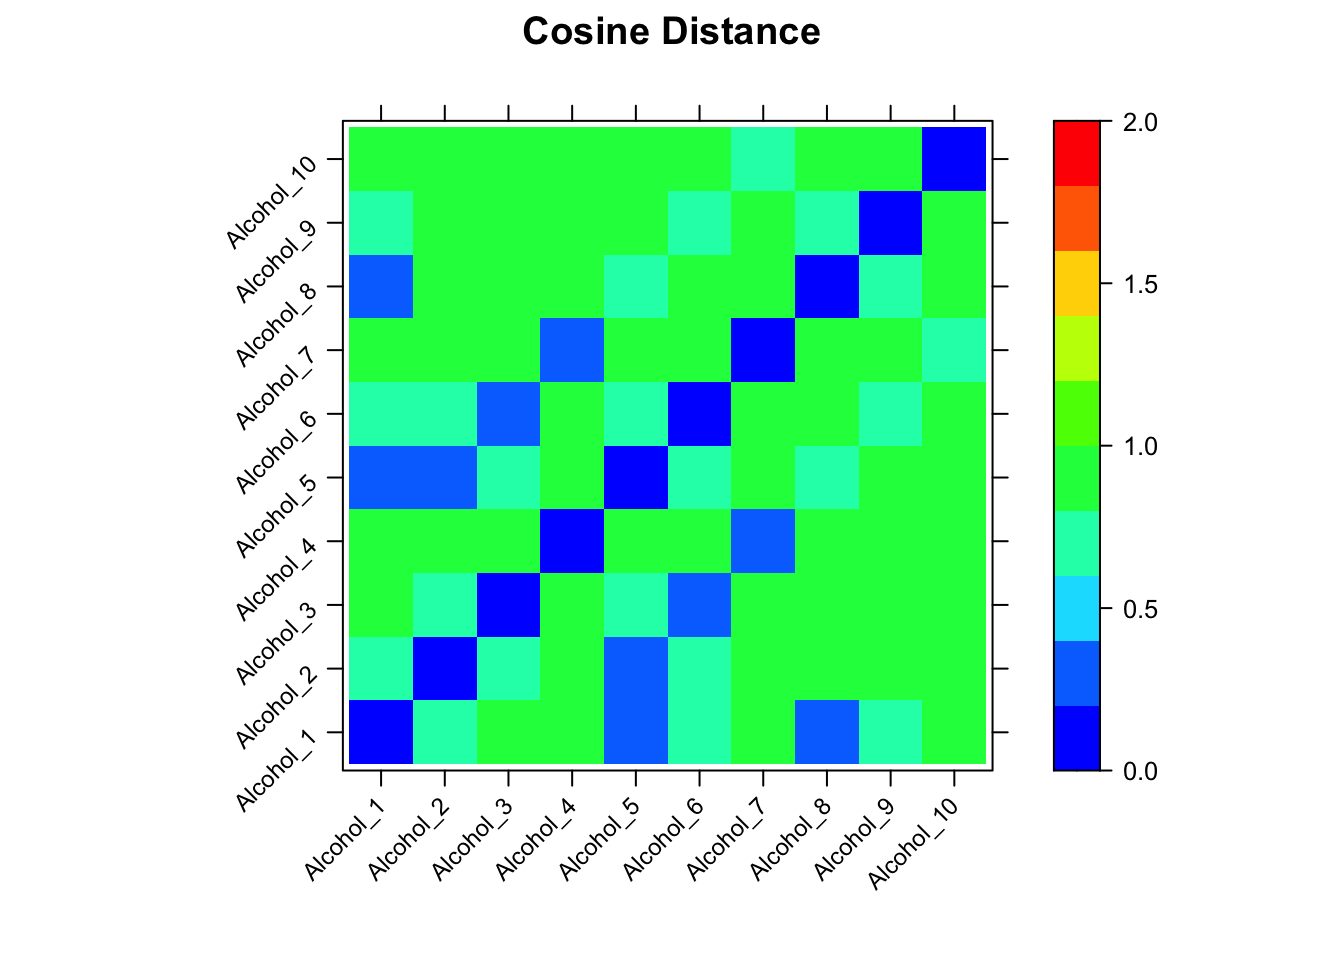 Cosine Distance
Alcohol_10
Alcohol_9
Alcohol_8
Alcohol_7
Alcohol_6
Alcohol_5
Alcohol_4
Alcohol_3
Alcohol_2
Alcohol_1
Alcohol_1
Alcohol_2
Alcohol_3
Alcohol_4
Alcohol_5
Alcohol_6
Alcohol_7
Alcohol_8
Alcohol_9
Alcohol_10
2.0
1.5
1.0
0.5
0.0